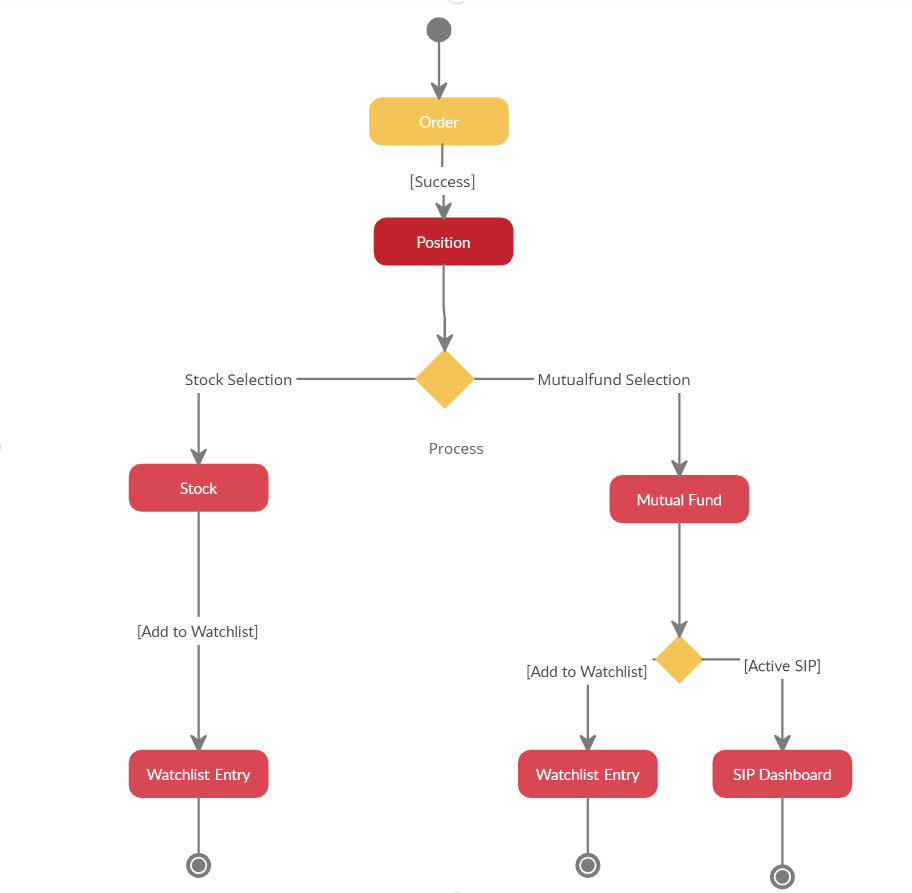 Order
[Success]
Position
Stock Selection
Mutualfund Selection
Process
Stock
Mutual Fund
[Add to Watchlist]
[Add to Watchlist]
[Active SIP]
Watchlist Entry
Watchlist Entry
SIP Dashboard